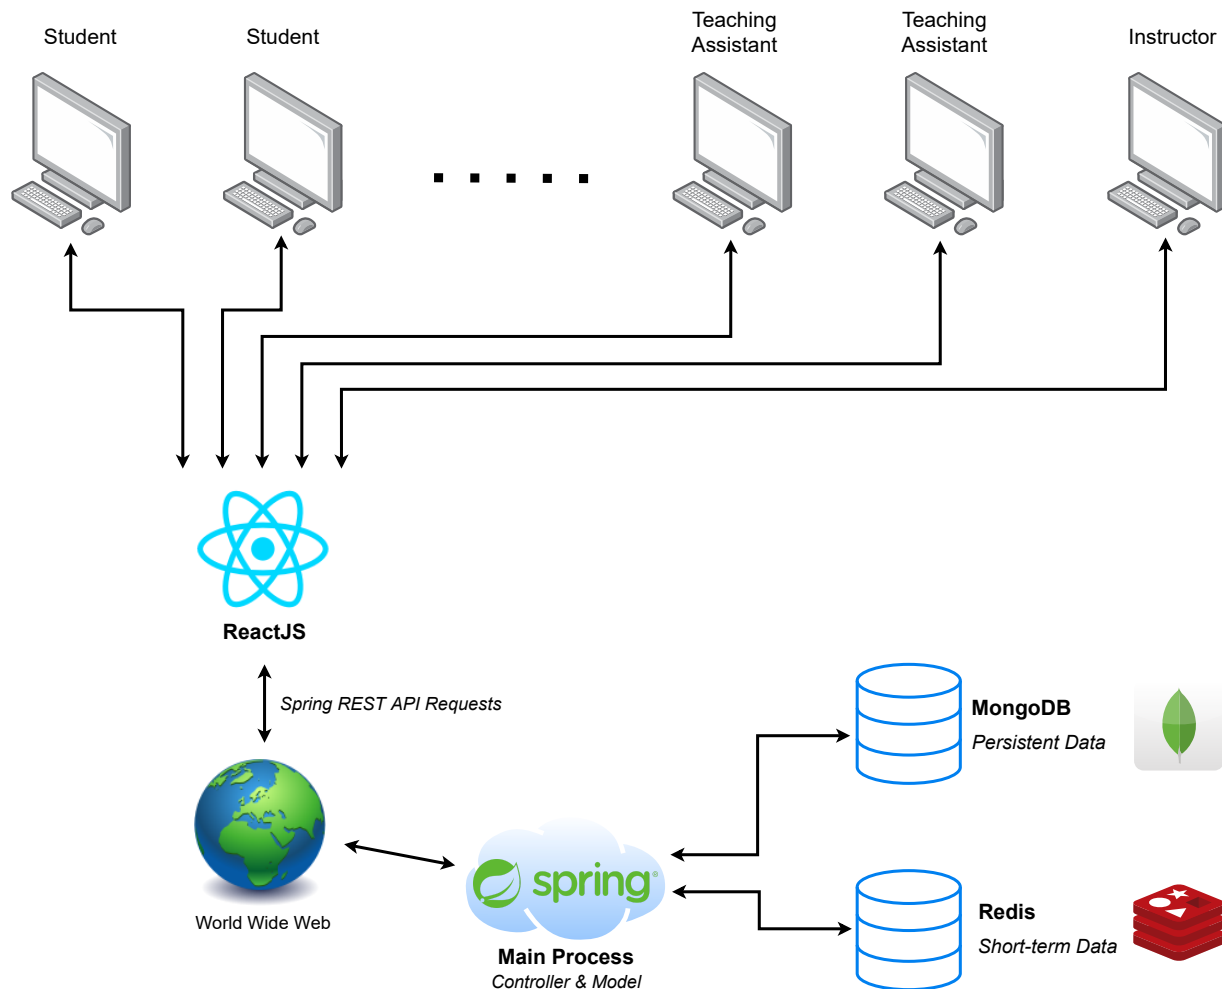 Student
Student
Teaching
Assistant
Teaching
Assistant
Instructor
ReactJS
Spring REST API Requests
World Wide Web
spring
Main Process
Controller & Model
MongoDB
Persistent Data
Redis
Short-term Data